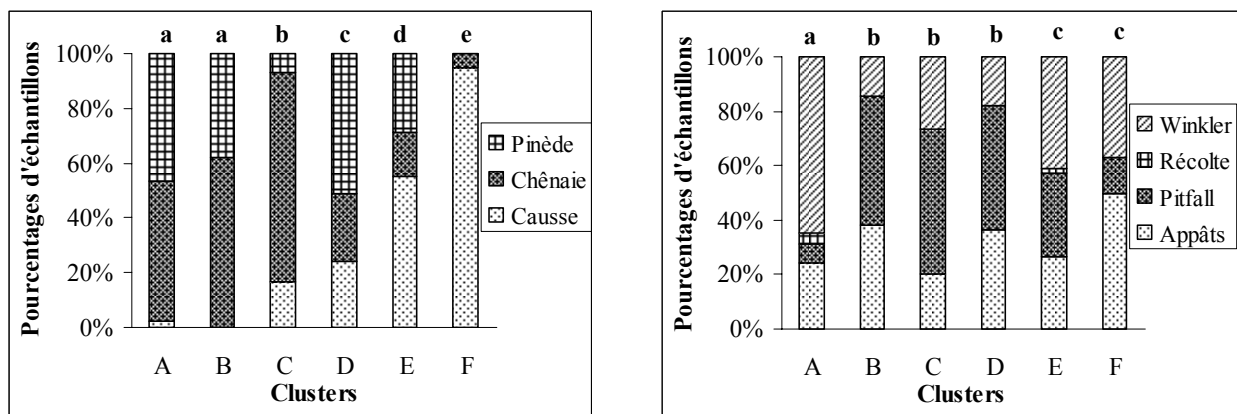 a a b c d e
100%
80%
60%
40%
20%
0%
Pourcentages d'échantillons
A B C D E F
Clusters
Pinède
Chênaie
Causse
a b b b c c
100%
80%
60%
40%
20%
0%
Pourcentages d'échantillons
A B C D E F
Clusters
Winkler
Récolte
Pitfall
Appâts